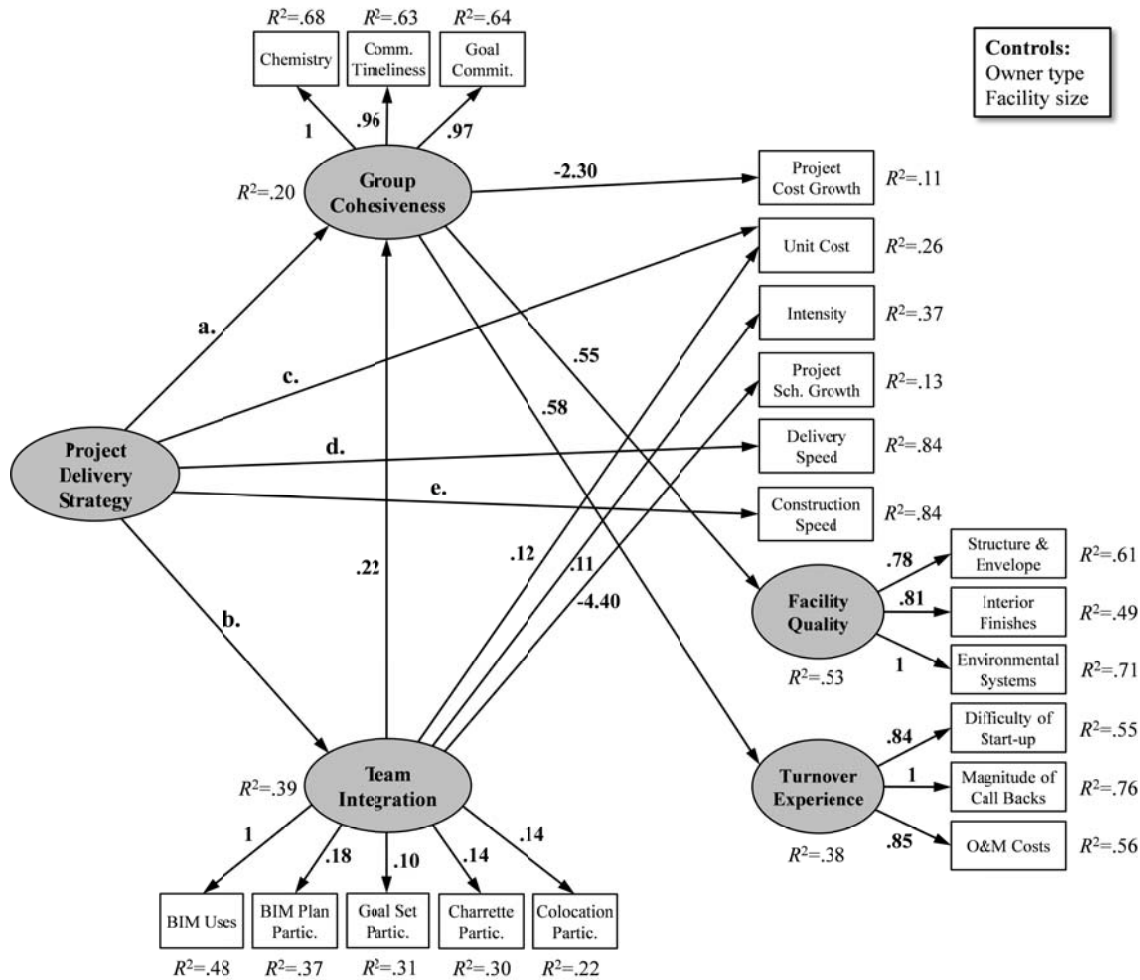 R²=.68
R²=.63
R²=.64
Chemistry
Comm.
Timeliness
Goal
Commit.
Controls:
Owner type
Facility size
1
.96
.97
R²=.20
Group
Cohesiveness
-2.30
Project
Cost Growth
R²=.11
Unit Cost
R²=.26
Intensity
R²=.37
Project
Sch. Growth
R²=.13
Delivery
Speed
R²=.84
Construction
Speed
R²=.84
a.
c.
d.
e.
b.
.55
.58
Project
Delivery
Strategy
.22
.12
.11
-4.40
Facility
Quality
R²=.53
.78
.81
1
Structure &
Envelope
R²=.61
Interior
Finishes
R²=.49
Environmental
Systems
R²=.71
Turnover
Experience
R²=.38
.84
1
.85
Difficulty of
Start-up
R²=.55
Magnitude of
Call Backs
R²=.76
O&M Costs
R²=.56
R²=.39
Team
Integration
1
.18
.10
.14
.14
BIM Uses
BIM Plan
Partic.
Goal Set
Partic.
Charrette
Partic.
Colocation
Partic.
R²=.48
R²=.37
R²=.31
R²=.30
R²=.22